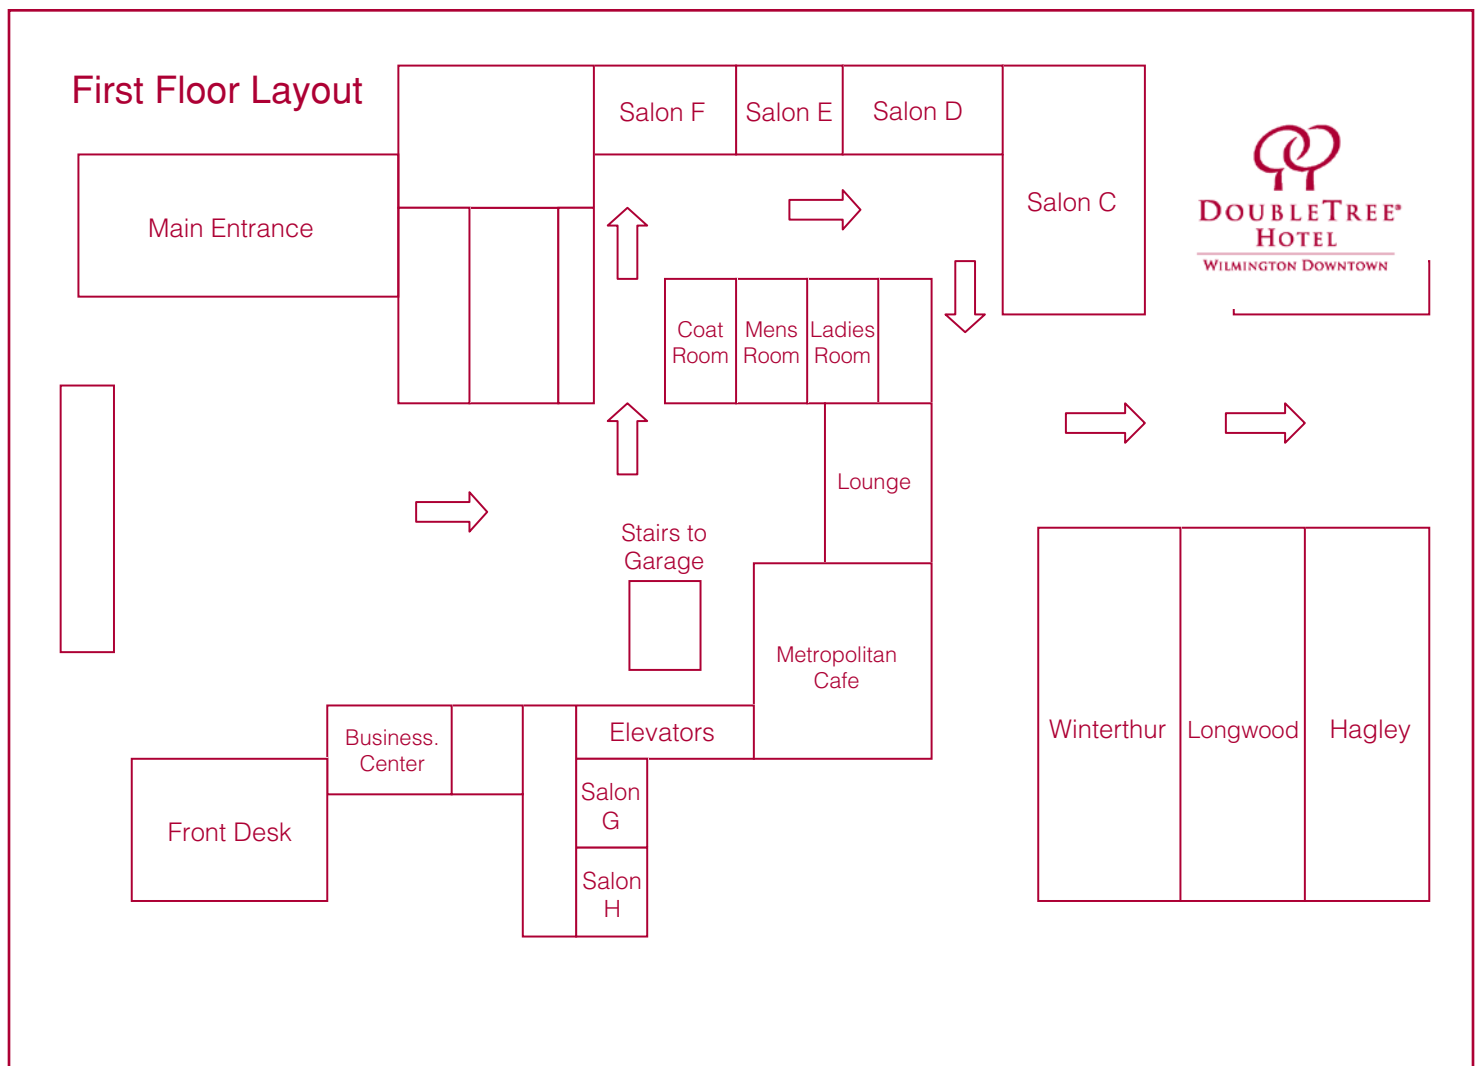 First Floor Layout
Salon F
Salon E
Salon D
Salon C
DOUBLETREE®
HOTEL
WILMINGTON DOWNTOWN
Main Entrance
Coat
Room
Mens
Room
Ladies
Room
Lounge
Stairs to
Garage
Metropolitan
Cafe
Elevators
Business.
Center
Front Desk
Salon
G
Salon
H
Winterthur
Longwood
Hagley